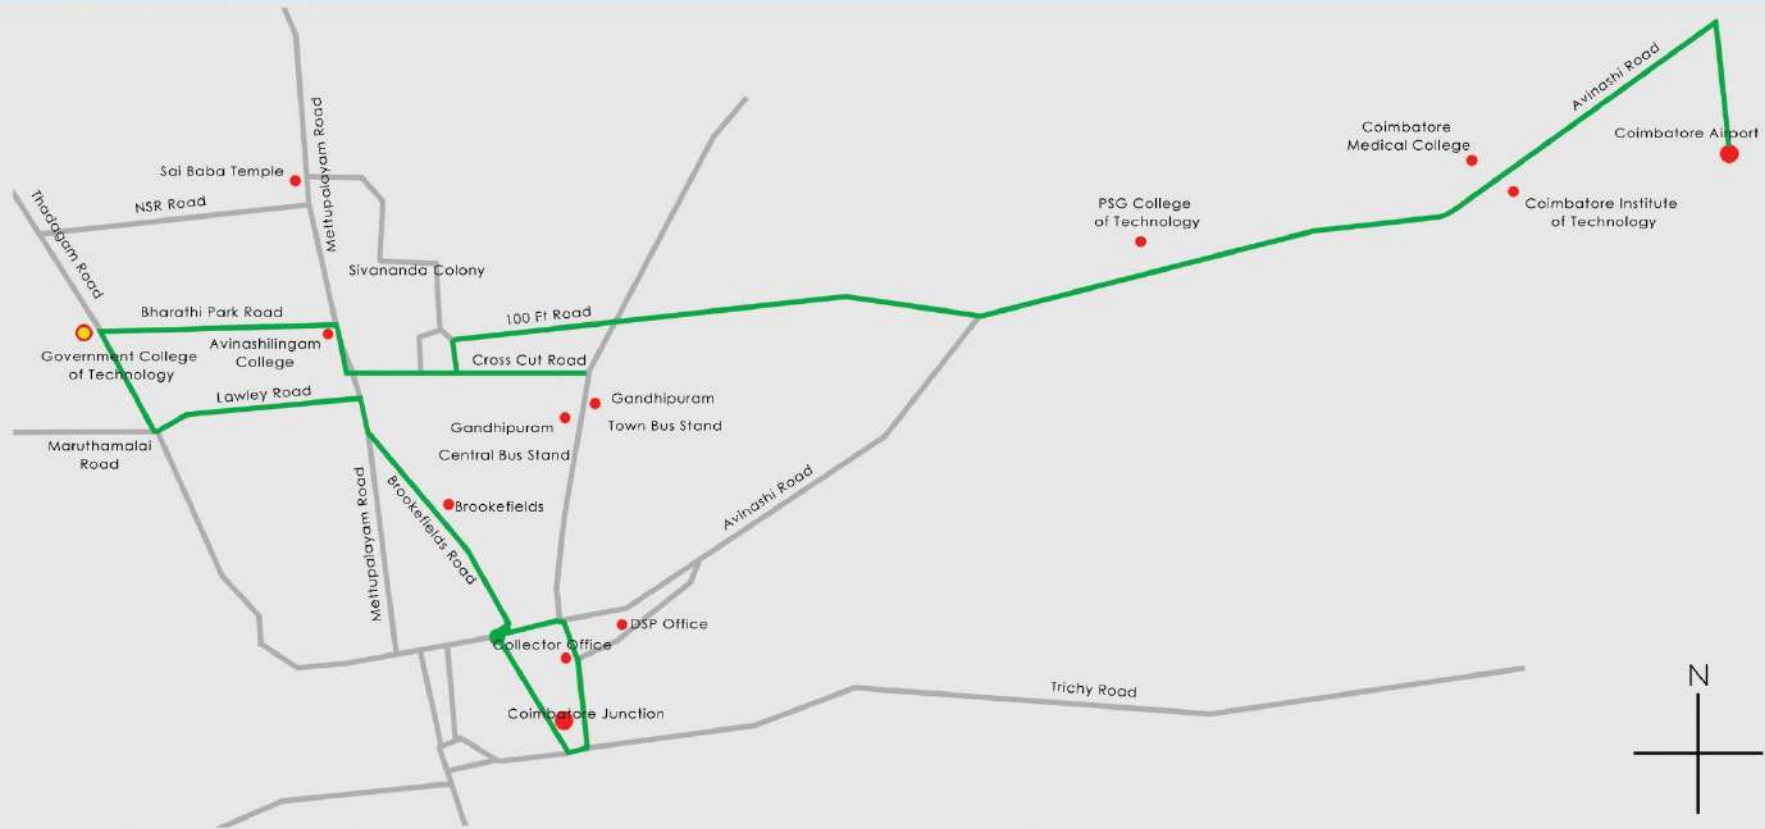 Avinashi Road
Coimbatore
Medical College
Coimbatore Airport
Mettupalayam Road
Sai Baba Temple
NSR Road
Thadagam Road
PSG College
of Technology
Coimbatore Institute
of Technology
Mettupalayam Road
Sivananda Colony
Bharathi Park Road
100 Ft Road
Avinashilingam
College
Government College
of Technology
Cross Cut Road
Lawley Road
Gandhipuram
Town Bus Stand
Gandhipuram
Central Bus Stand
Maruthamalai
Road
Mettupalayam Road
Brookefields Road
Brookefields
Avinashi Road
DSP Office
Collector Office
Coimbatore Junction
Trichy Road
N